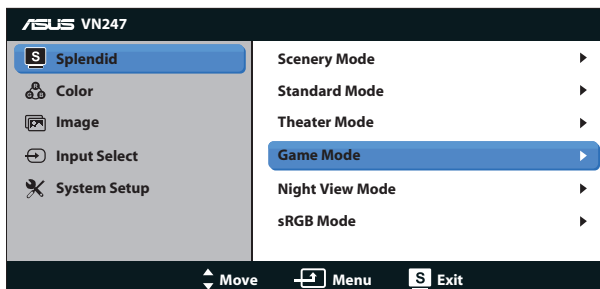 ASUS VN247
S Splendid
Color
Image
Input Select
System Setup
Scenery Mode
Standard Mode
Theater Mode
Game Mode
Night View Mode
sRGB Mode
Move Menu S Exit